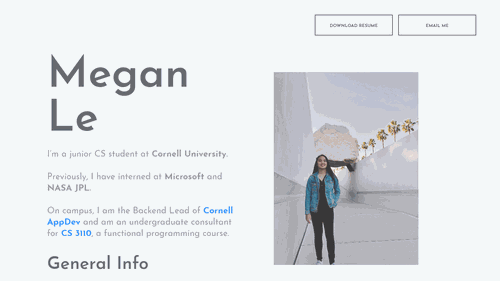 DOWNLOAD RESUME
EMAIL ME
Megan
Le
I'm a junior CS student at Cornell University.
Previously, I have interned at Microsoft and
NASA JPL.
On campus, I am the Backend Lead of Cornell
AppDev and am an undergraduate consultant
for CS 3110, a functional programming course.
General Info